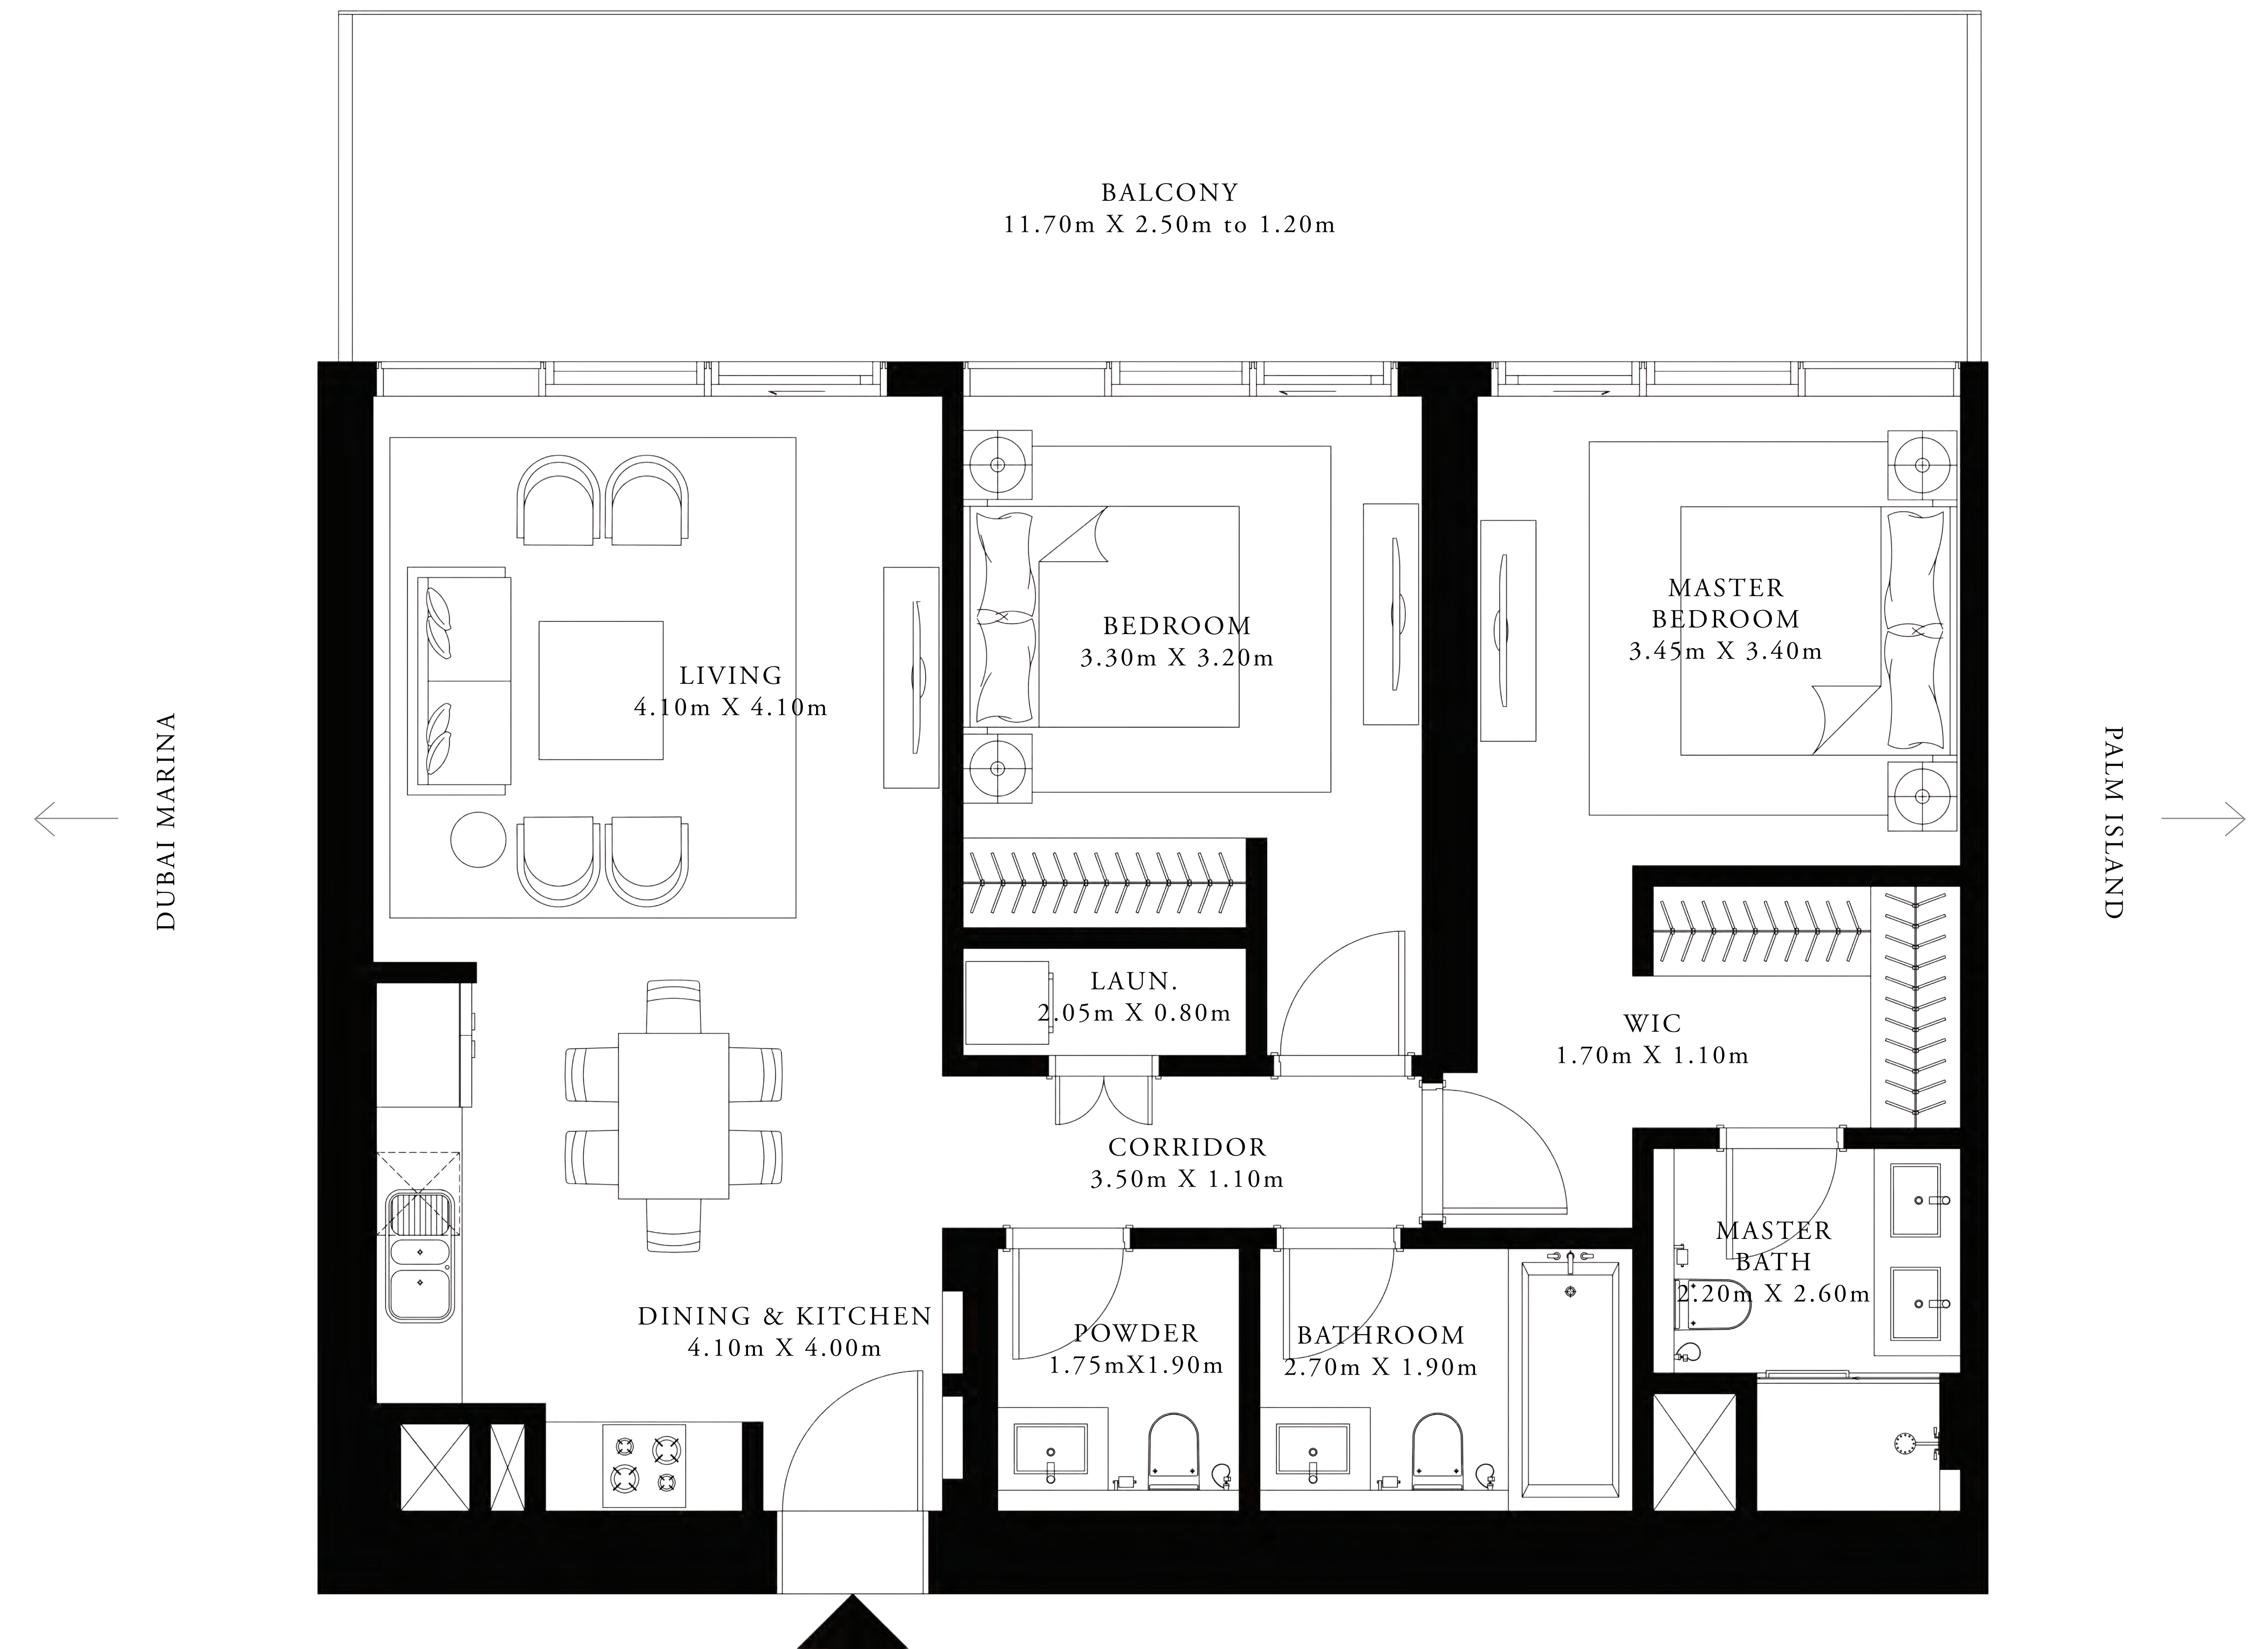 BALCONY
11.70m X 2.50m to 1.20m
LIVING
4.10m X 4.10m
BEDROOM
3.30m X 3.20m
MASTER
BEDROOM
3.45m X 3.40m
DUBAI MARINA
PALM ISLAND
LAUN.
2.05m X 0.80m
WIC
1.70m X 1.10m
CORRIDOR
3.50m X 1.10m
MASTER
BATH
2.20m X 2.60m
DINING & KITCHEN
4.10m X 4.00m
POWDER
1.75mX1.90m
BATHROOM
2.70m X 1.90m